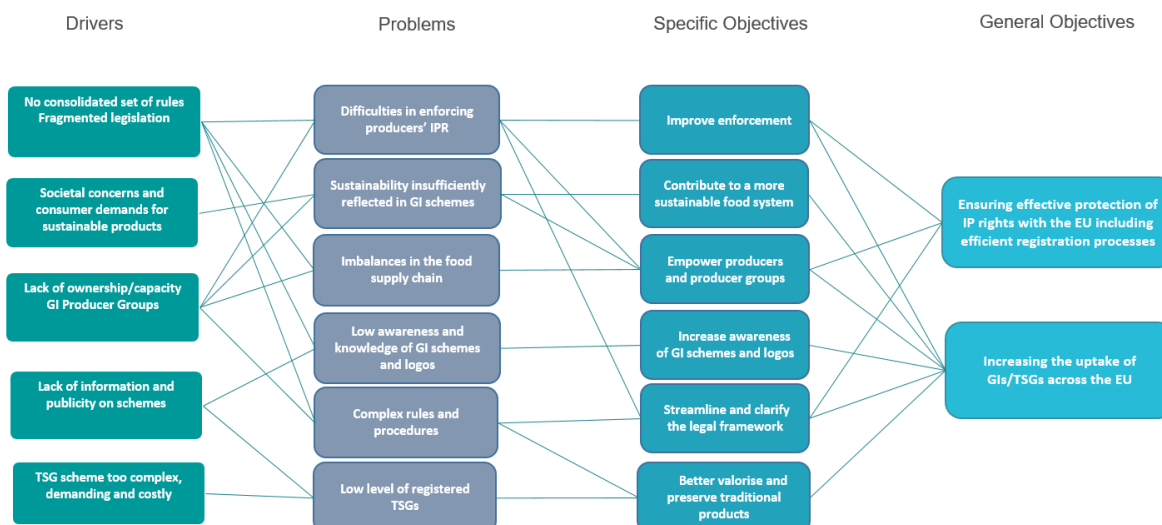 Drivers
Problems
Specific Objectives
General Objectives
No consolidated set of rules
Fragmented legislation
Societal concerns and
consumer demands for
sustainable products
Lack of ownership/capacity
GI Producer Groups
Lack of information and
publicity on schemes
TSG scheme too complex,
demanding and costly
Difficulties in enforcing
producers' IPR
Sustainability insufficiently
reflected in GI schemes
Imbalances in the food
supply chain
Low awareness and
knowledge of GI schemes
and logos
Complex rules and
procedures
Low level of registered
TSGs
Improve enforcement
Contribute to a more
sustainable food system
Empower producers
and producer groups
Increase awareness
of GI schemes and logos
Streamline and clarify
the legal framework
Better valorise and
preserve traditional
products
Ensuring effective protection of
IP rights with the EU including
efficient registration processes
Increasing the uptake of
GIs/TSGs across the EU